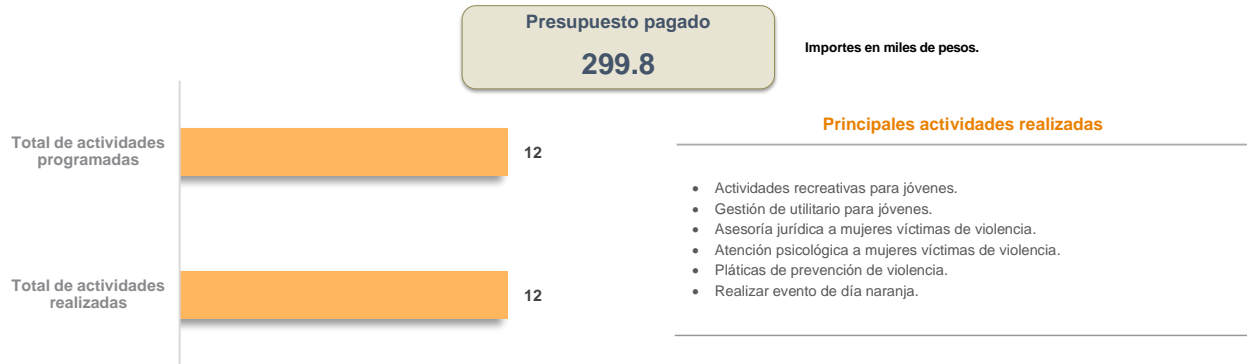 Presupuesto pagado
299.8
Importes en miles de pesos.
Total de actividades
programadas
12
Total de actividades
realizadas
12
Principales actividades realizadas
• Actividades recreativas para jóvenes.
• Gestión de utilitario para jóvenes.
• Asesoría jurídica a mujeres víctimas de violencia.
• Atención psicológica a mujeres víctimas de violencia.
• Pláticas de prevención de violencia.
• Realizar evento de día naranja.